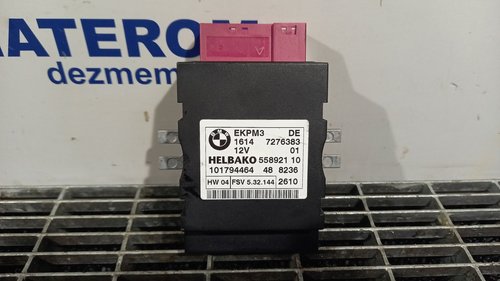 MATEROM
dezmem
EKPM3 DE
1614 7276383
12V 01
HELBAKO 558921 10
101794464 48 8236
HW 04 FSV 5.32.144 2610